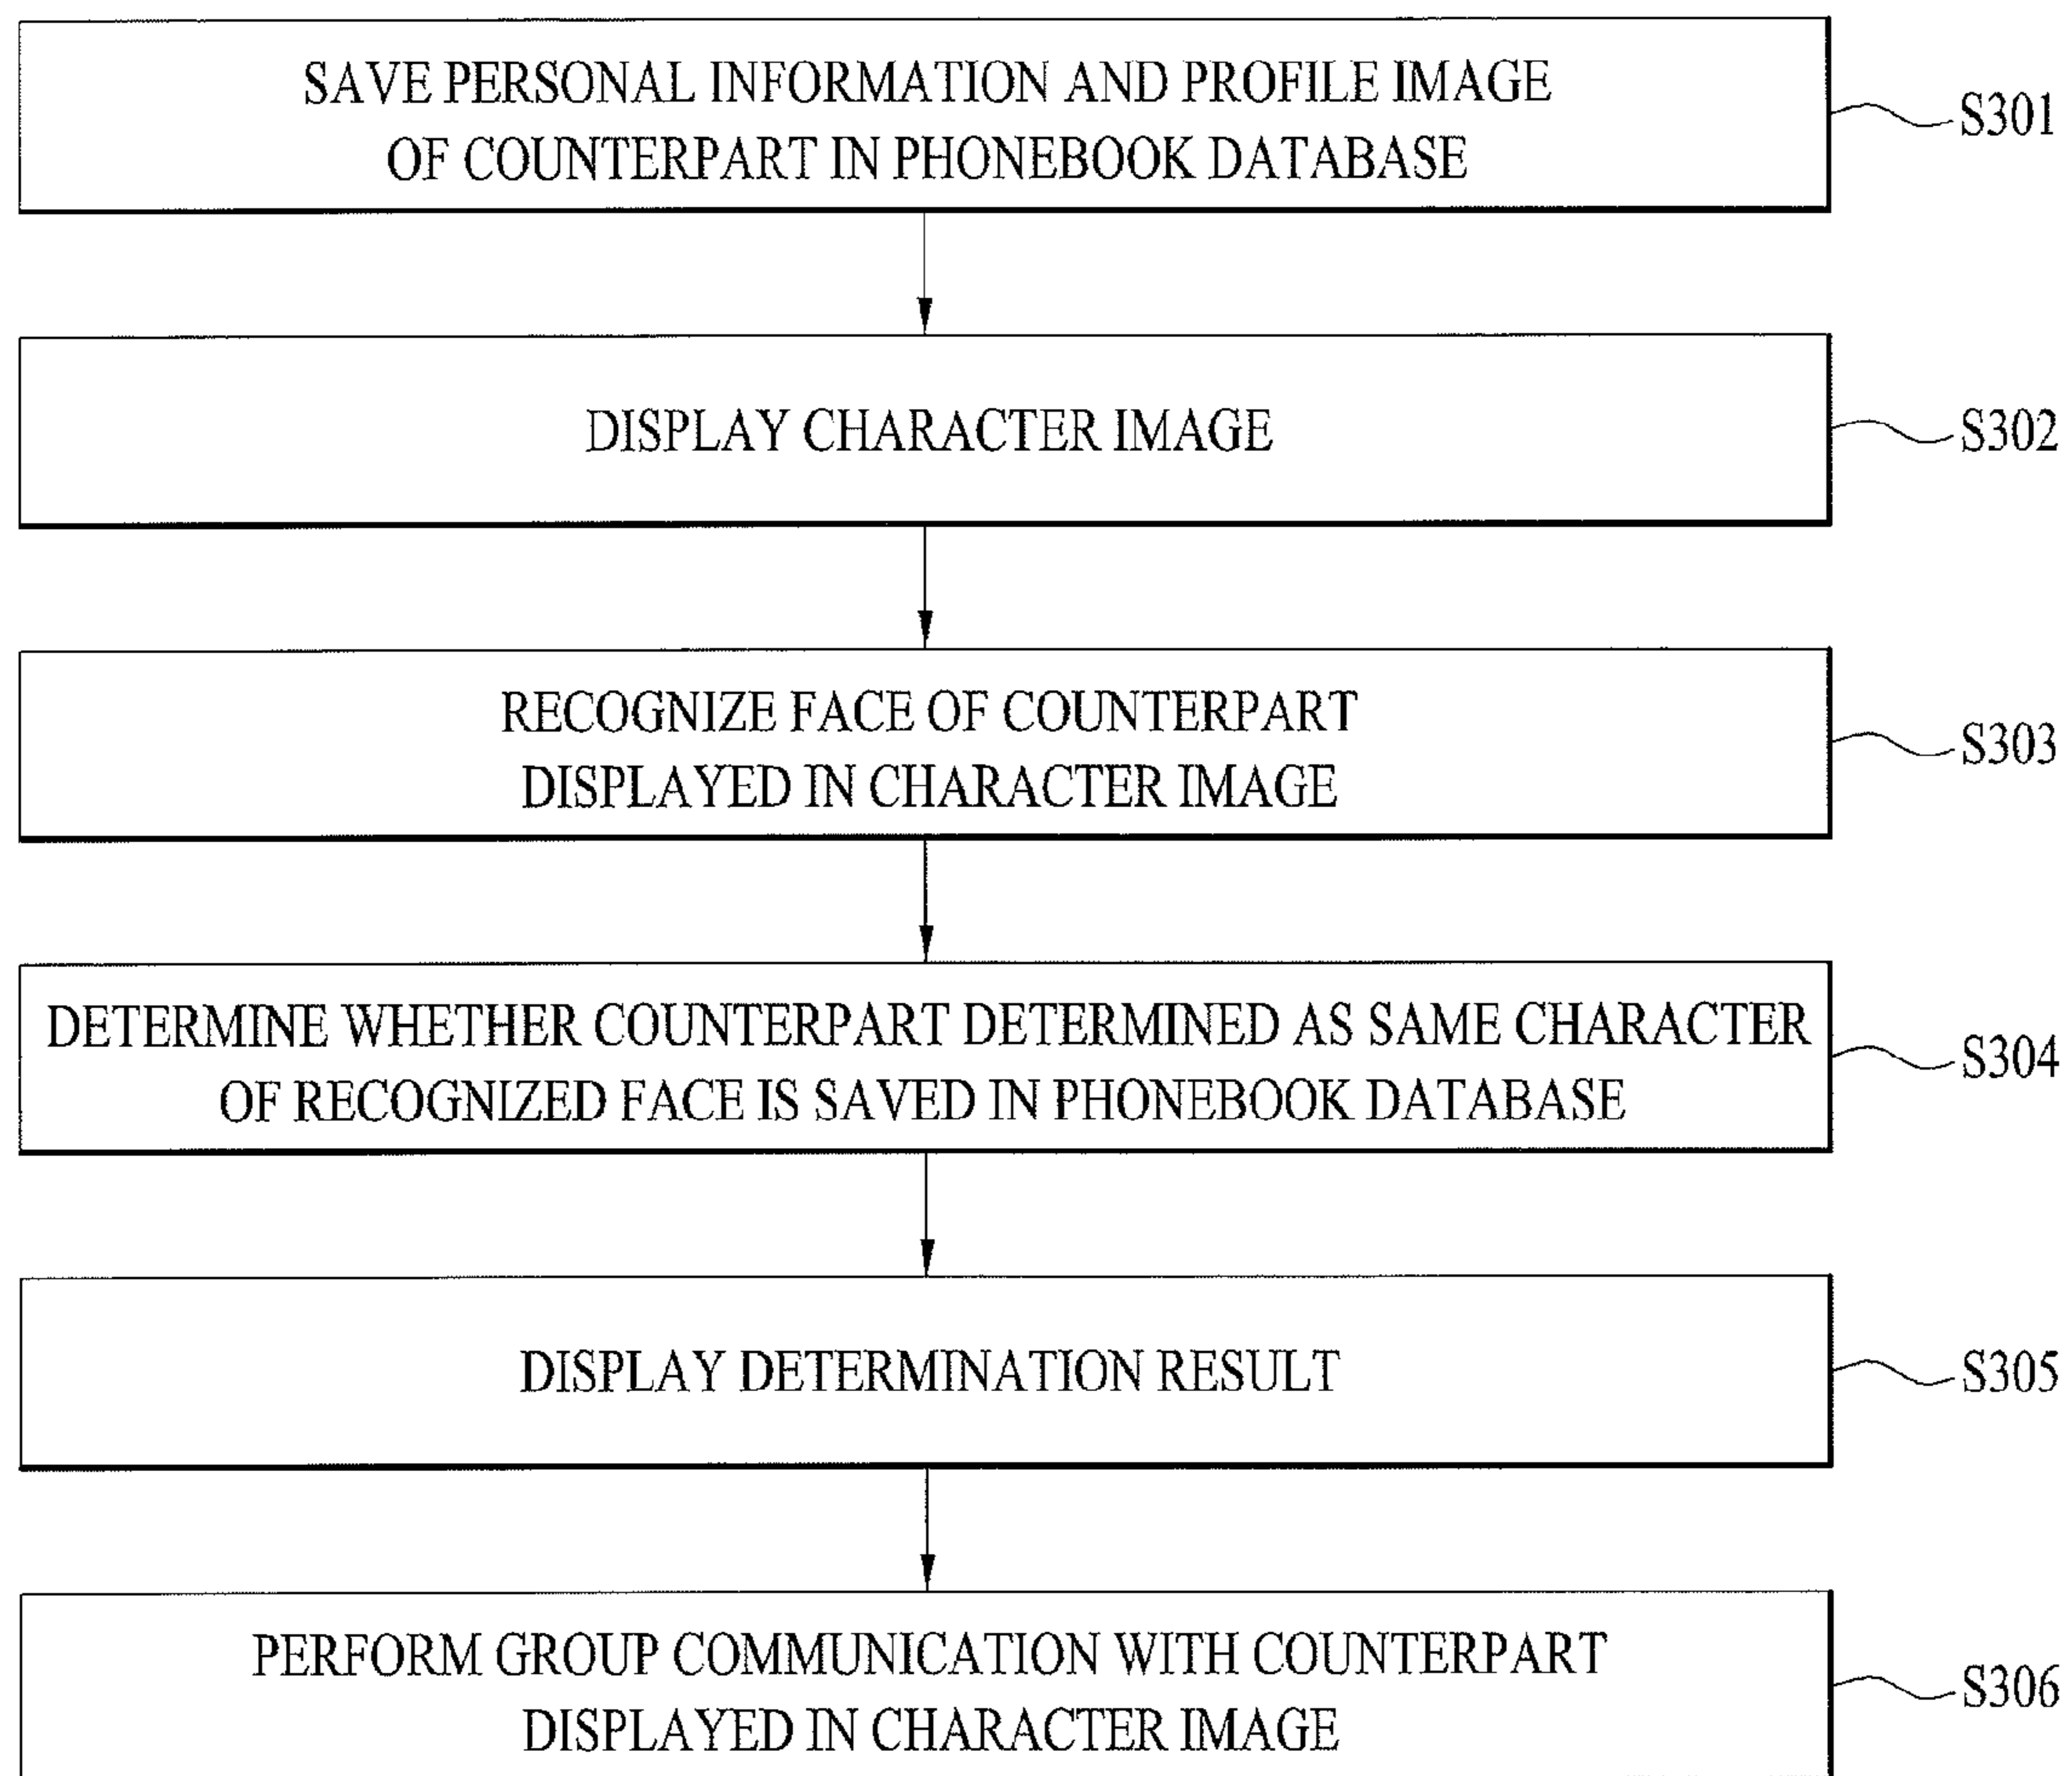 SAVE PERSONAL INFORMATION AND PROFILE IMAGE
OF COUNTERPART IN PHONEBOOK DATABASE
S301
DISPLAY CHARACTER IMAGE
S302
RECOGNIZE FACE OF COUNTERPART
DISPLAYED IN CHARACTER IMAGE
S303
DETERMINE WHETHER COUNTERPART DETERMINED AS SAME CHARACTER
OF RECOGNIZED FACE IS SAVED IN PHONEBOOK DATABASE
S304
DISPLAY DETERMINATION RESULT
S305
PERFORM GROUP COMMUNICATION WITH COUNTERPART
DISPLAYED IN CHARACTER IMAGE
S306